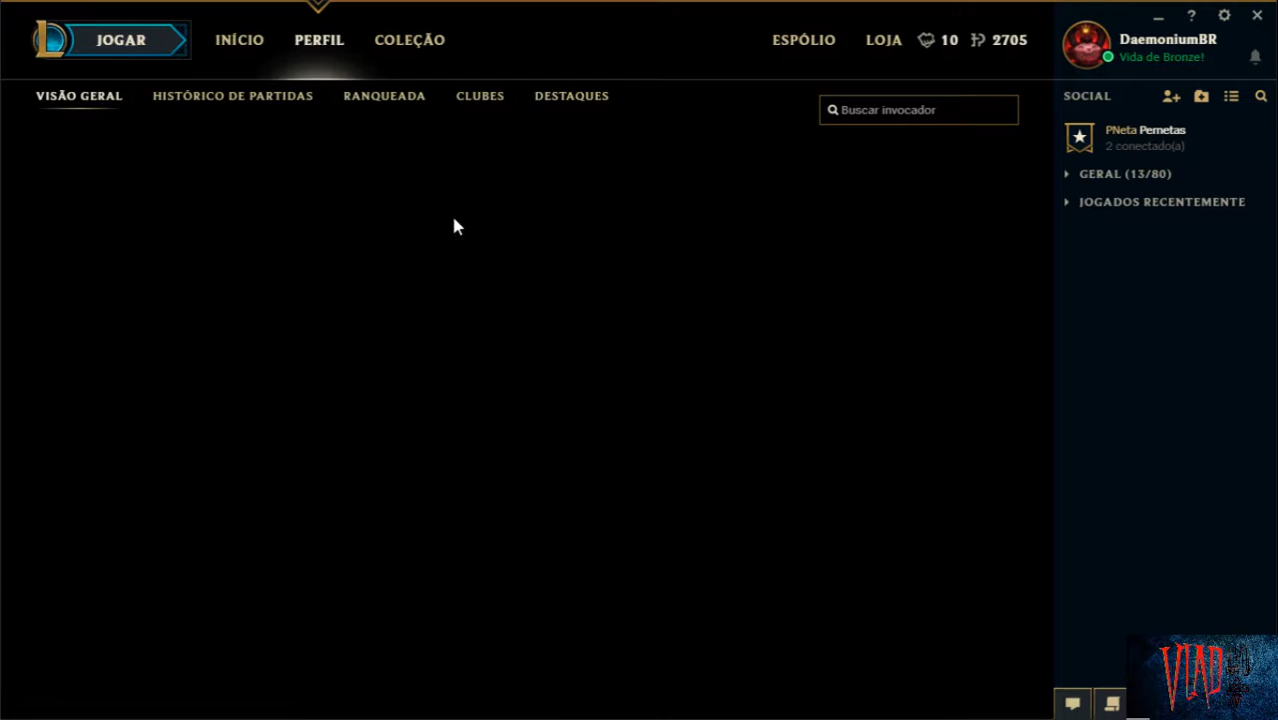 JOGAR
INÍCIO
PERFIL
COLEÇÃO
ESPÓLIO
LOJA
10
2705
DaemoniumBR
Vida de Bronze!
VISÃO GERAL
HISTÓRICO DE PARTIDAS
RANQUEADA
CLUBES
DESTAQUES
Buscar invocador
SOCIAL
PNeta Pernetas
2 conectado(a)
GERAL (13/80)
JOGADOS RECENTEMENTE
VLAD